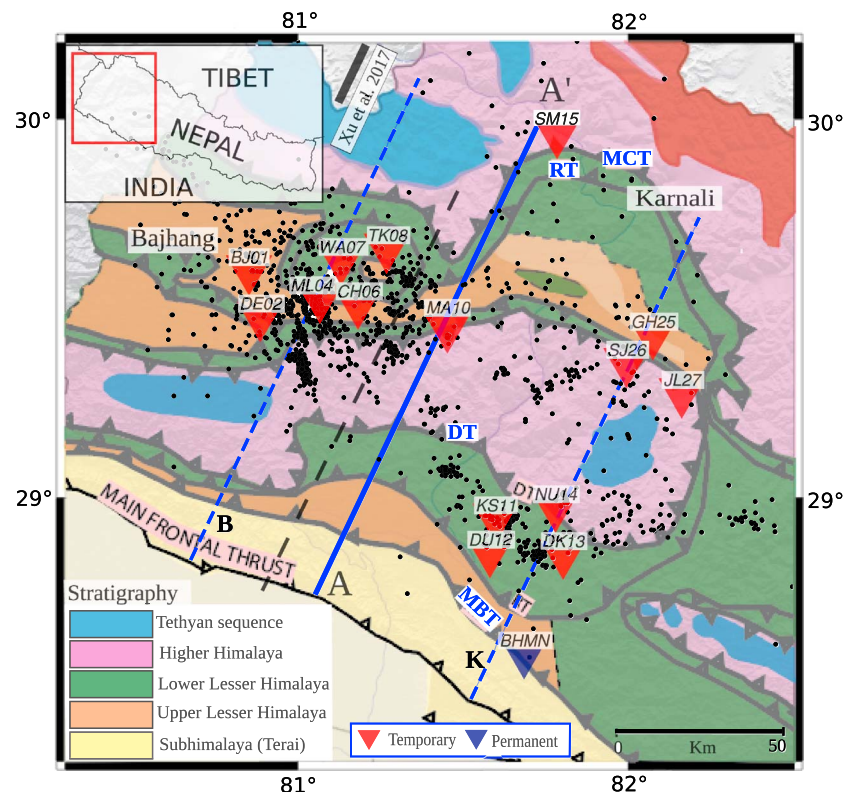 81°
82°
TIBET
NEPAL
INDIA
Xu et al. 2017
A'
SM15
30°
30°
RT
MCT
Karnali
Bajhang
TK08
WA07
BJ01
ML04
CH06
DE02
MA10
GH25
SJ26
JL27
DT
29°
29°
NU14
KS11
DU12
DK13
MAIN FRONTAL THRUST
B
A
MBT
BHMN
K
Stratigraphy
Tethyan sequence
Higher Himalaya
Lower Lesser Himalaya
Upper Lesser Himalaya
Subhimalaya (Terai)
Temporary
Permanent
0
50
Km
81°
82°